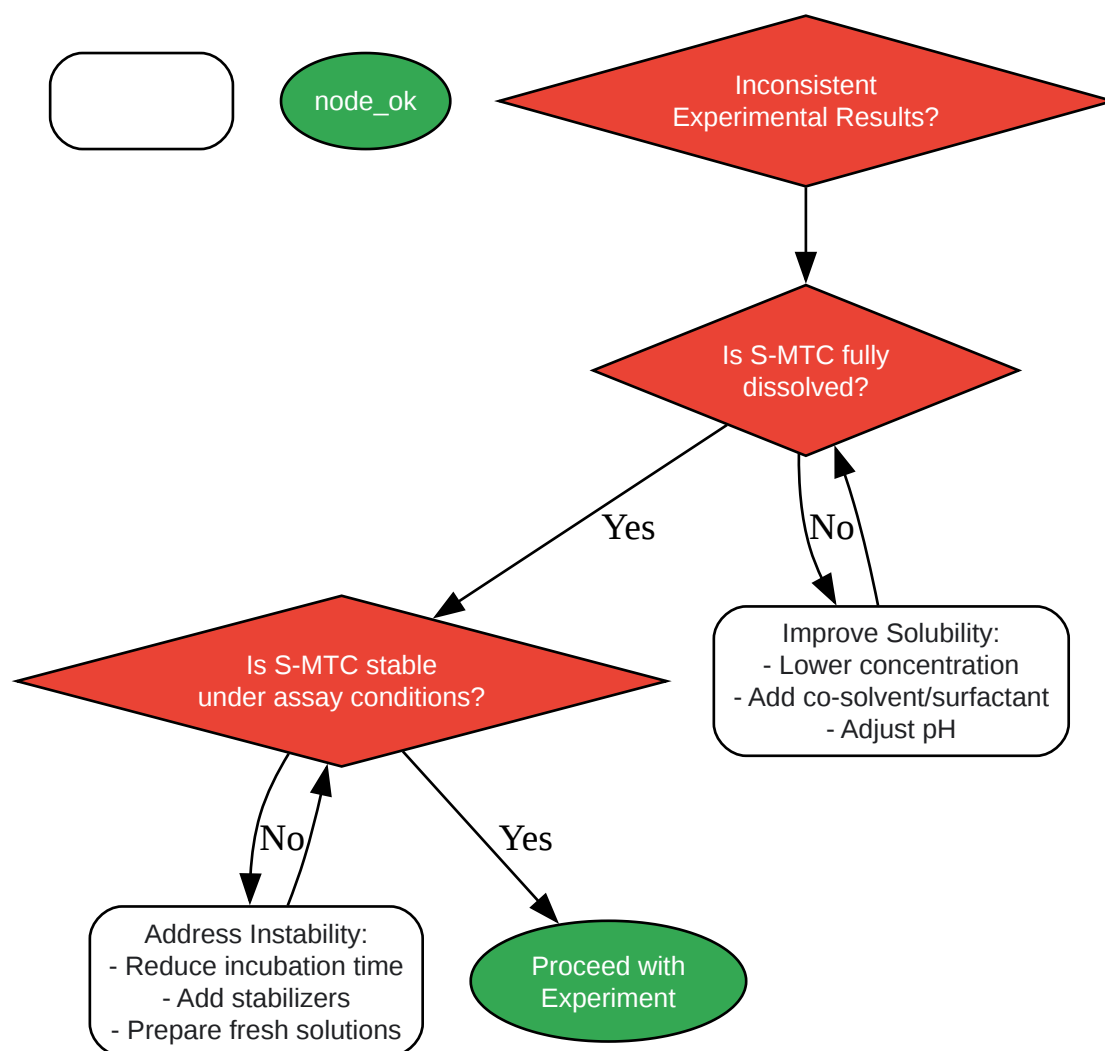 node_ok
Inconsistent
Experimental Results?
Is S-MTC fully
dissolved?
Yes
No
Improve Solubility:
- Lower concentration
- Add co-solvent/surfactant
- Adjust pH
Is S-MTC stable
under assay conditions?
No
Yes
Address Instability:
- Reduce incubation time
- Add stabilizers
- Prepare fresh solutions
Proceed with
Experiment